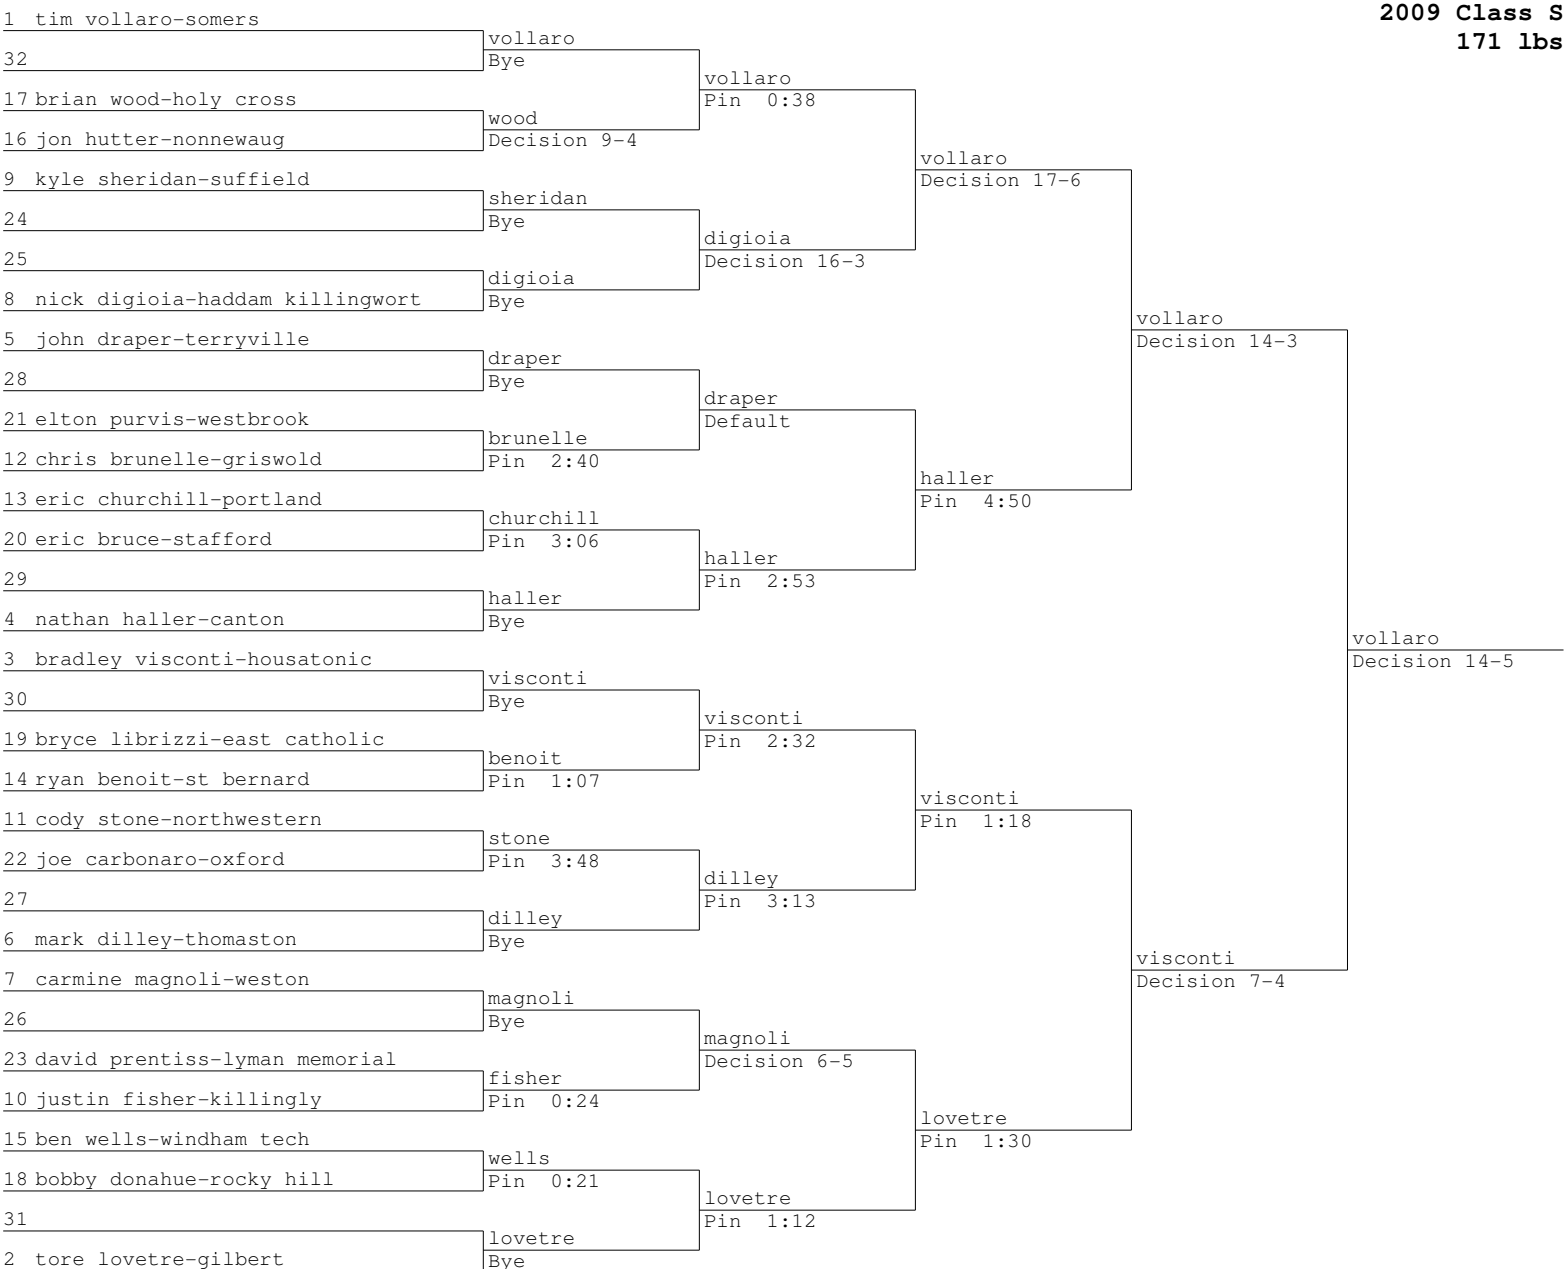 2009 Class S
171 lbs
1 tim vollaro-somers
32
17 brian wood-holy cross
16 jon hutter-nonnewaug
9 kyle sheridan-suffield
24
25
8 nick digioia-haddam killingwort
5 john draper-terryville
28
21 elton purvis-westbrook
12 chris brunelle-griswold
13 eric churchill-portland
20 eric bruce-stafford
29
4 nathan haller-canton
3 bradley visconti-housatonic
30
19 bryce librizzi-east catholic
14 ryan benoit-st bernard
11 cody stone-northwestern
22 joe carbonaro-oxford
27
6 mark dilley-thomaston
7 carmine magnoli-weston
26
23 david prentiss-lyman memorial
10 justin fisher-killingly
15 ben wells-windham tech
18 bobby donahue-rocky hill
31
2 tore lovetre-gilbert
vollaro
Bye
wood
Decision 9-4
sheridan
Bye
digioia
Bye
draper
Bye
brunelle
Pin 2:40
churchill
Pin 3:06
haller
Bye
visconti
Bye
benoit
Pin 1:07
stone
Pin 3:48
dilley
Bye
magnoli
Bye
fisher
Pin 0:24
wells
Pin 0:21
lovetre
Bye
vollaro
Pin 0:38
digioia
Decision 16-3
draper
Default
haller
Pin 2:53
visconti
Pin 2:32
dilley
Pin 3:13
magnoli
Decision 6-5
lovetre
Pin 1:12
vollaro
Decision 17-6
haller
Pin 4:50
visconti
Pin 1:18
lovetre
Pin 1:30
vollaro
Decision 14-3
visconti
Decision 7-4
vollaro
Decision 14-5